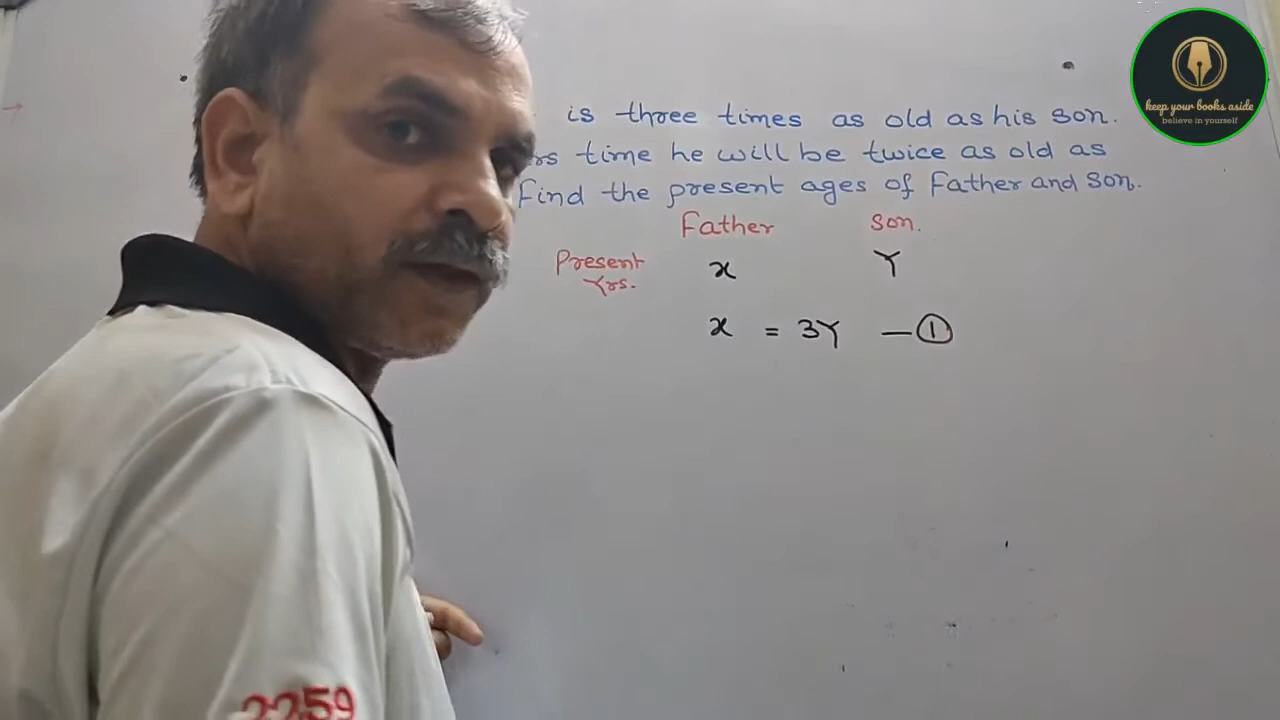 is three times as old as his son.
rs time he will be twice as old as
Find the present ages of Father and son.
Father son.
Present x Y
Yrs.
x = 3Y —①
keep your books aside
believe in yourself
2259